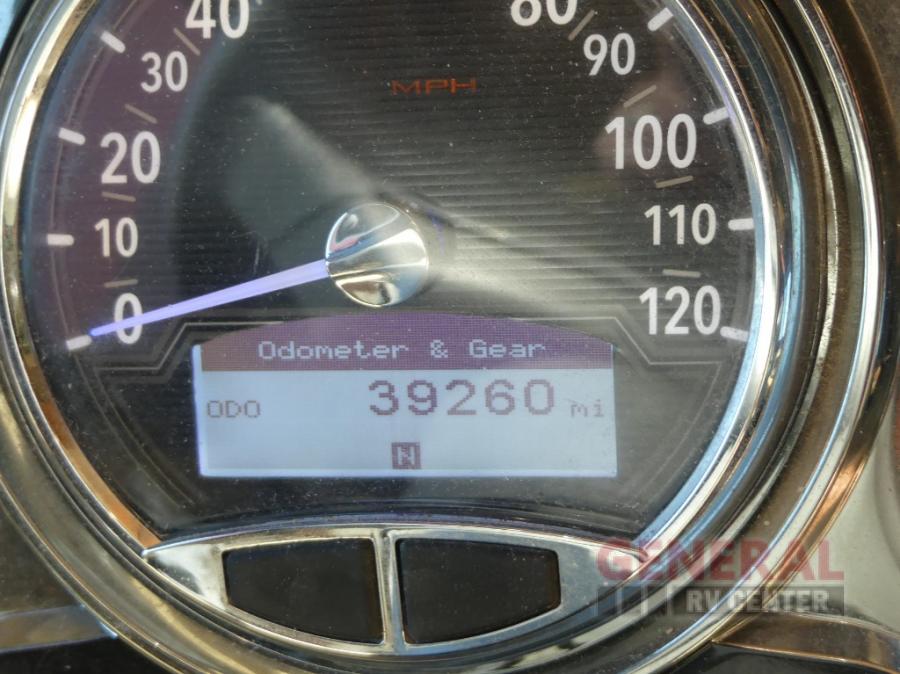 40
80
30
90
MPH
20
100
10
110
0
120
Odometer & Gear
ODO 39260 mi
N
GENERAL
RV CENTER